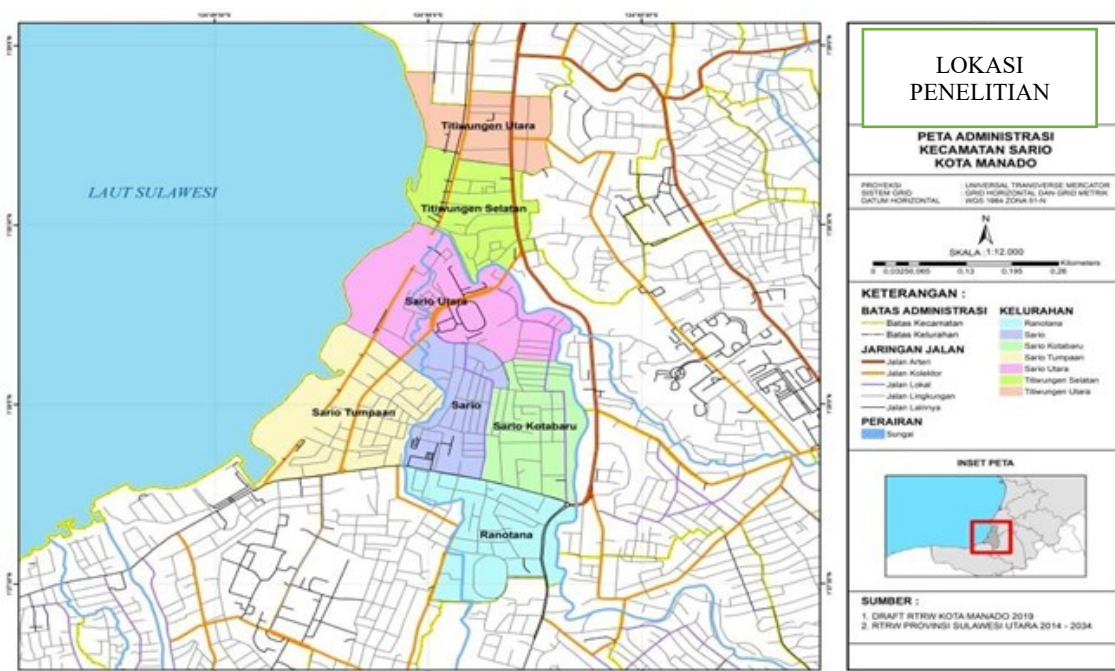 LAUT SULAWESI
Titiwungen Utara
Titiwungen Selatan
Sario Utara
Sario Tumpaan
Sario
Sario Kotabaru
Ranotana
LOKASI
PENELITIAN
PETA ADMINISTRASI
KECAMATAN SARIO
KOTA MANADO
PROYEKSI : UNIVERSAL TRANSVERSE MERCATOR
SISTEM GRID : GRID HORIZONTAL DAN GRID METRIK
DATUM HORIZONTAL : WGS 1984 ZONA 51-N
N
SKALA :1:12.000
Kilometers
0 0,03250,065 0,13 0,195 0,26
KETERANGAN :
BATAS ADMINISTRASI
Batas Kecamatan
Batas Kelurahan
JARINGAN JALAN
Jalan Arteri
Jalan Kolektor
Jalan Lokal
Jalan Lingkungan
Jalan Lainnya
PERAIRAN
Sungai
KELURAHAN
Ranotana
Sario
Sario Kotabaru
Sario Tumpaan
Sario Utara
Titiwungen Selatan
Titiwungen Utara
INSET PETA
SUMBER :
1. DRAFT RTRW KOTA MANADO 2019
2. RTRW PROVINSI SULAWESI UTARA 2014 - 2034